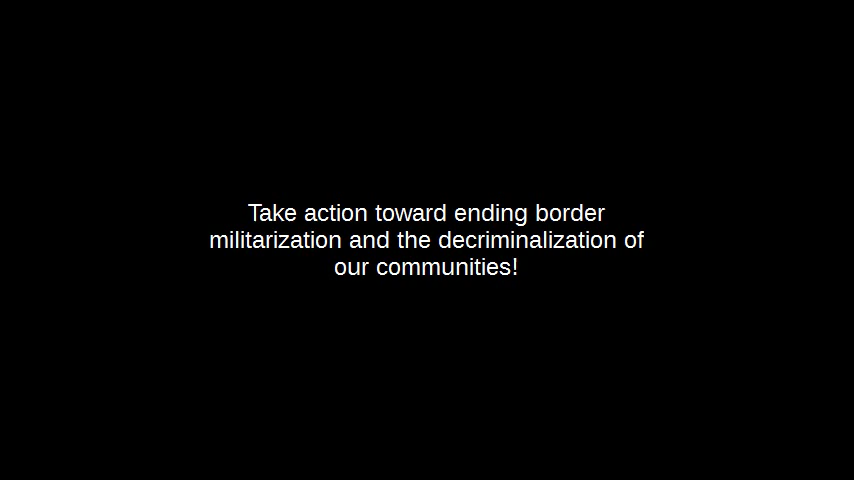 Take action toward ending border
militarization and the decriminalization of
our communities!